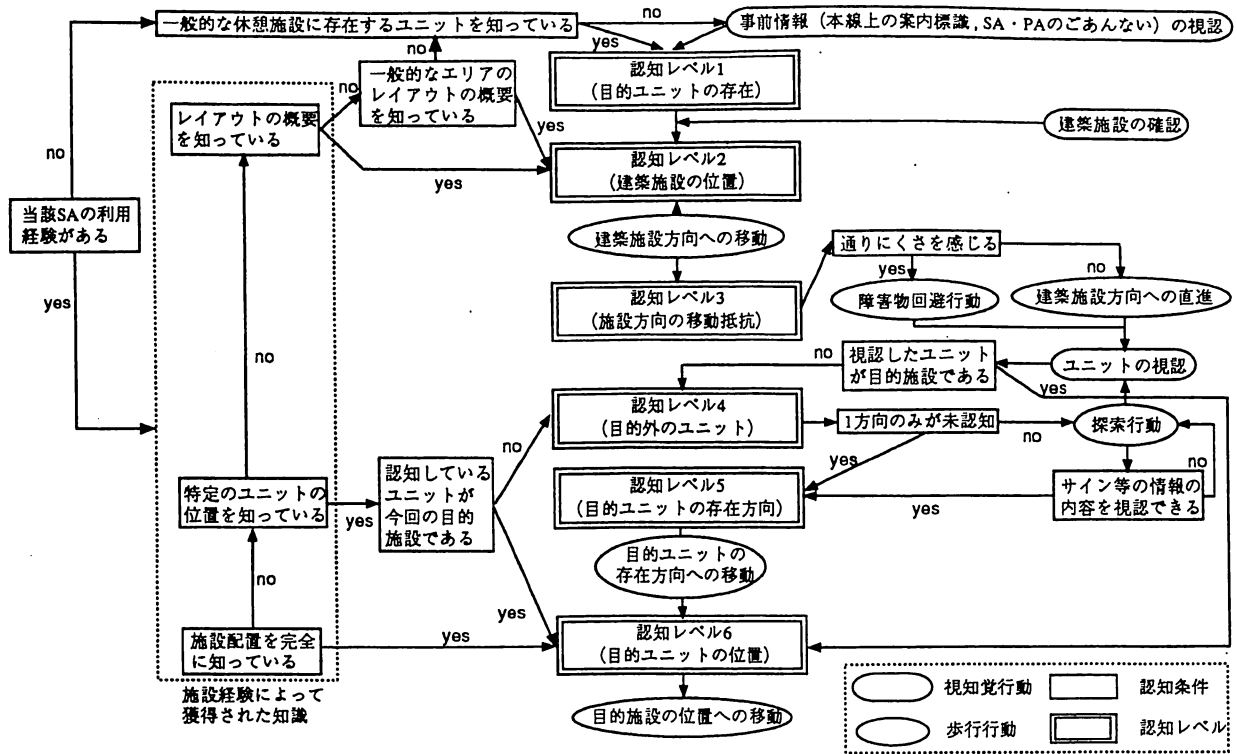 一般的な休憩施設に存在するユニットを知っている
no
yes
事前情報（本線上の案内標識,SA・PAのごあんない）の視認
no
no
一般的なエリアの
レイアウトの概要
を知っている
認知レベル1
(目的ユニットの存在)
レイアウトの概要
を知っている
yes
建築施設の確認
no
yes
認知レベル2
(建築施設の位置)
当該SAの利用
経験がある
建築施設方向への移動
通りにくさを感じる
yes
no
yes
認知レベル3
(施設方向の移動抵抗)
障害物回避行動
建築施設方向への直進
no
no
視認したユニット
が目的施設である
ユニットの視認
yes
認知レベル4
(目的外のユニット)
1方向のみが未認知
no
探索行動
no
認知している
ユニットが
今回の目的
施設である
yes
no
特定のユニットの
位置を知っている
yes
認知レベル5
(目的ユニットの存在方向)
yes
サイン等の情報の
内容を視認できる
目的ユニットの
存在方向への移動
no
yes
施設配置を完全
に知っている
yes
認知レベル6
(目的ユニットの位置)
施設経験によって
獲得された知識
目的施設の位置への移動
視知覚行動
認知条件
歩行行動
認知レベル